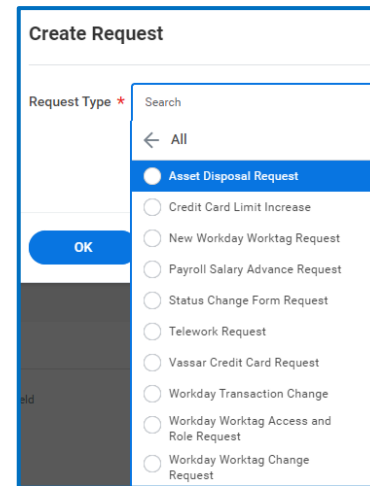 Create Request
Request Type * Search
← All
Asset Disposal Request
Credit Card Limit Increase
New Workday Worktag Request
OK
Payroll Salary Advance Request
Status Change Form Request
Telework Request
Vassar Credit Card Request
Workday Transaction Change
eld
Workday Worktag Access and
Role Request
Workday Worktag Change
Request